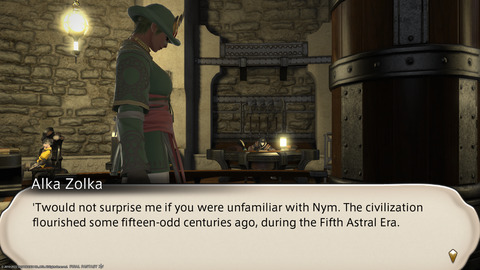 Alka Zolka
'Twould not surprise me if you were unfamiliar with Nym. The civilization
flourished some fifteen-odd centuries ago, during the Fifth Astral Era.